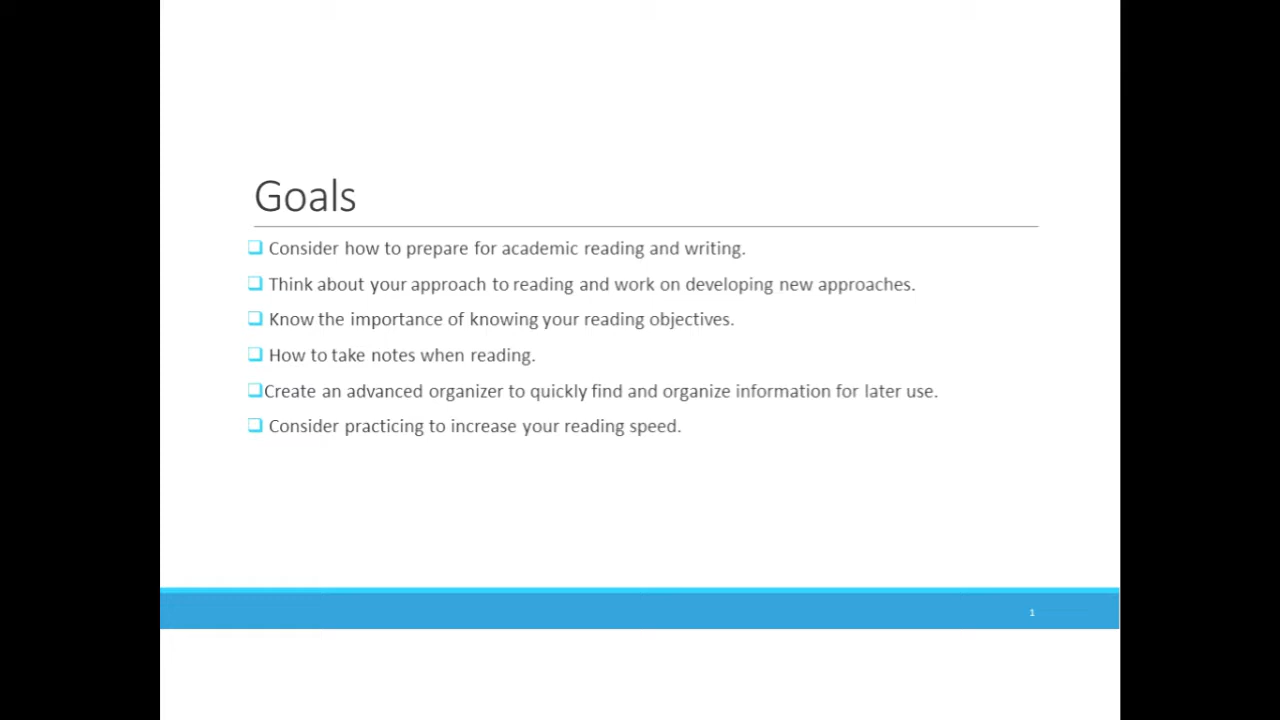 Goals
Consider how to prepare for academic reading and writing.
Think about your approach to reading and work on developing new approaches.
Know the importance of knowing your reading objectives.
How to take notes when reading.
Create an advanced organizer to quickly find and organize information for later use.
Consider practicing to increase your reading speed.
1